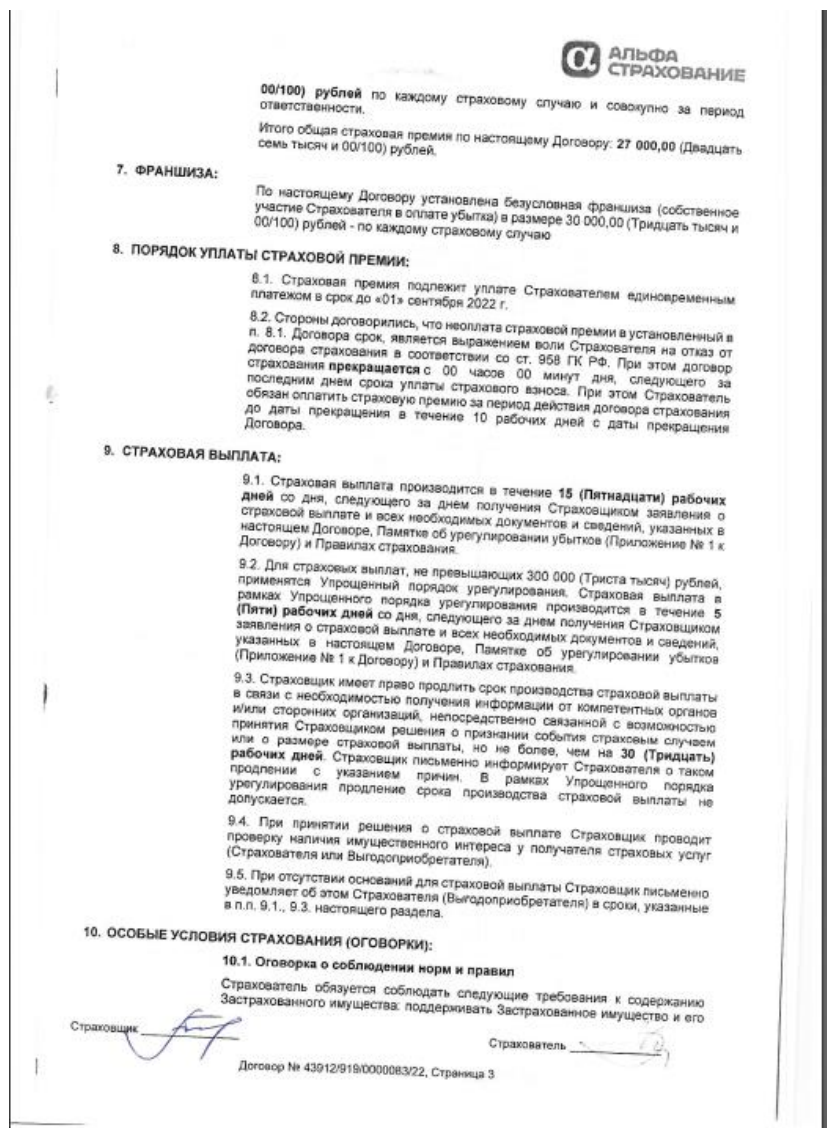 АЛЬФА
СТРАХОВАНИЕ
00/100) рублей по каждому страховому случаю и совокупно за период
ответственности.
Итого общая страховая премия по настоящему Договору: 27 000,00 (Двадцать
семь тысяч и 00/100) рублей.
7. ФРАНШИЗА:
По настоящему Договору установлена безусловная франшиза (собственное
участие Страхователя в оплате убытка) в размере 30 000,00 (Тридцать тысяч и
00/100) рублей - по каждому страховому случаю
8. ПОРЯДОК УПЛАТЫ СТРАХОВОЙ ПРЕМИИ:
8.1. Страховая премия подлежит уплате Страхователем единовременным
платежом в срок до «01» сентября 2022 г.
8.2. Стороны договорились, что неоплата страховой премии в установленный в
п. 8.1. Договора срок, является выражением воли Страхователя на отказ от
договора страхования в соответствии со ст. 958 ГК РФ. При этом договор
страхования прекращается с 00 часов 00 минут дня, следующего за
последним днем срока уплаты страхового взноса. При этом Страхователь
обязан оплатить страховую премию за период действия договора страхования
до даты прекращения в течение 10 рабочих дней с даты прекращения
Договора.
9. СТРАХОВАЯ ВЫПЛАТА:
9.1. Страховая выплата производится в течение 15 (Пятнадцати) рабочих
дней со дня, следующего за днем получения Страховщиком заявления о
страховой выплате и всех необходимых документов и сведений, указанных в
настоящем Договоре, Памятке об урегулировании убытков (Приложение № 1 к
Договору) и Правилах страхования.
9.2. Для страховых выплат, не превышающих 300 000 (Триста тысяч) рублей,
применятся Упрощенный порядок урегулирования. Страховая выплата в
рамках Упрощенного порядка урегулирования производится в течение 5
(Пяти) рабочих дней со дня, следующего за днем получения Страховщиком
заявления о страховой выплате и всех необходимых документов и сведений,
указанных в настоящем Договоре, Памятке об урегулировании убытков
(Приложение № 1 к Договору) и Правилах страхования.
9.3. Страховщик имеет право продлить срок производства страховой выплаты
в связи с необходимостью получения информации от компетентных органов
и/или сторонних организаций, непосредственно связанной с возможностью
принятия Страховщиком решения о признании события страховым случаем
или о размере страховой выплаты, но не более, чем на 30 (Тридцать)
рабочих дней. Страховщик письменно информирует Страхователя о таком
продлении с указанием причин. В рамках Упрощенного порядка
урегулирования продление срока производства страховой выплаты не
допускается.
9.4. При принятии решения о страховой выплате Страховщик проводит
проверку наличия имущественного интереса у получателя страховых услуг
(Страхователя или Выгодоприобретателя).
9.5. При отсутствии оснований для страховой выплаты Страховщик письменно
уведомляет об этом Страхователя (Выгодоприобретателя) в сроки, указанные
в п.п. 9.1., 9.3. настоящего раздела.
10. ОСОБЫЕ УСЛОВИЯ СТРАХОВАНИЯ (ОГОВОРКИ):
10.1. Оговорка о соблюдении норм и правил
Страхователь обязуется соблюдать следующие требования к содержанию
Застрахованного имущества: поддерживать Застрахованное имущество и его
Страховщик
Страхователь
Договор № 43912/919/0000083/22, Страница 3